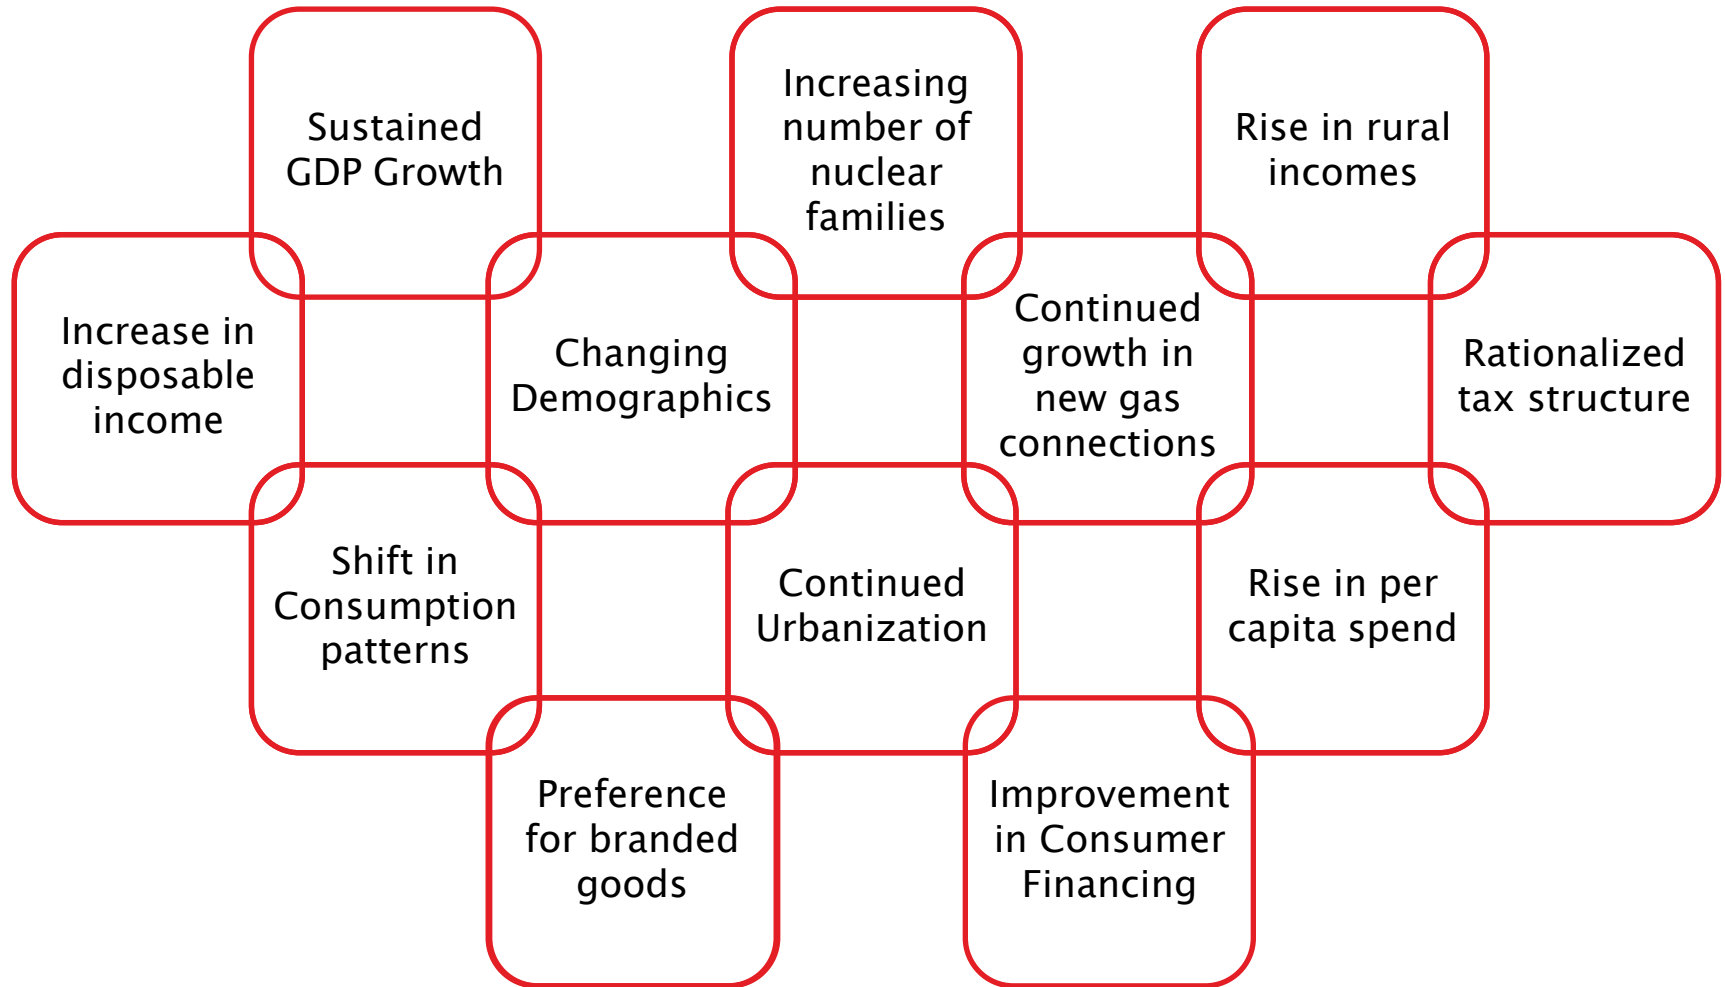 Sustained
GDP Growth
Increasing
number of
nuclear
families
Rise in rural
incomes
Increase in
disposable
income
Changing
Demographics
Continued
growth in
new gas
connections
Rationalized
tax structure
Shift in
Consumption
patterns
Continued
Urbanization
Rise in per
capita spend
Preference
for branded
goods
Improvement
in Consumer
Financing